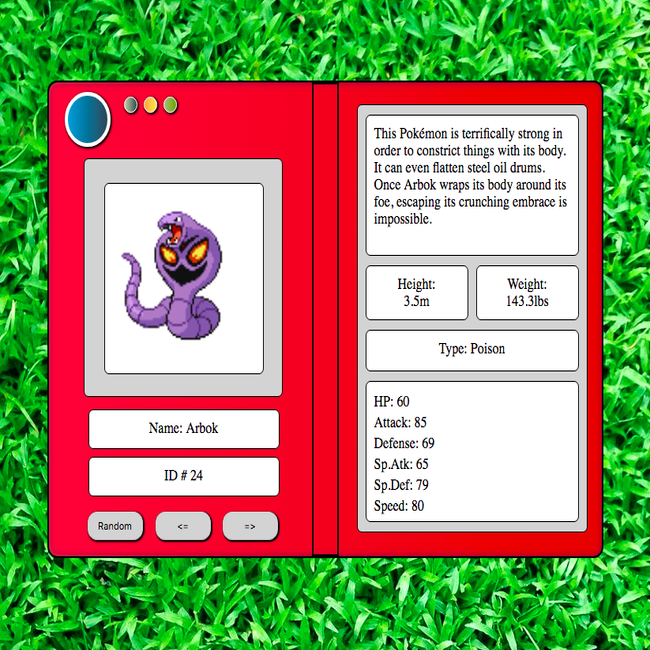 This Pokémon is terrifically strong in
order to constrict things with its body.
It can even flatten steel oil drums.
Once Arbok wraps its body around its
foe, escaping its crunching embrace is
impossible.
Height:
3.5m
Weight:
143.3lbs
Type: Poison
HP: 60
Attack: 85
Defense: 69
Sp.Atk: 65
Sp.Def: 79
Speed: 80
Name: Arbok
ID # 24
Random
<=
=>